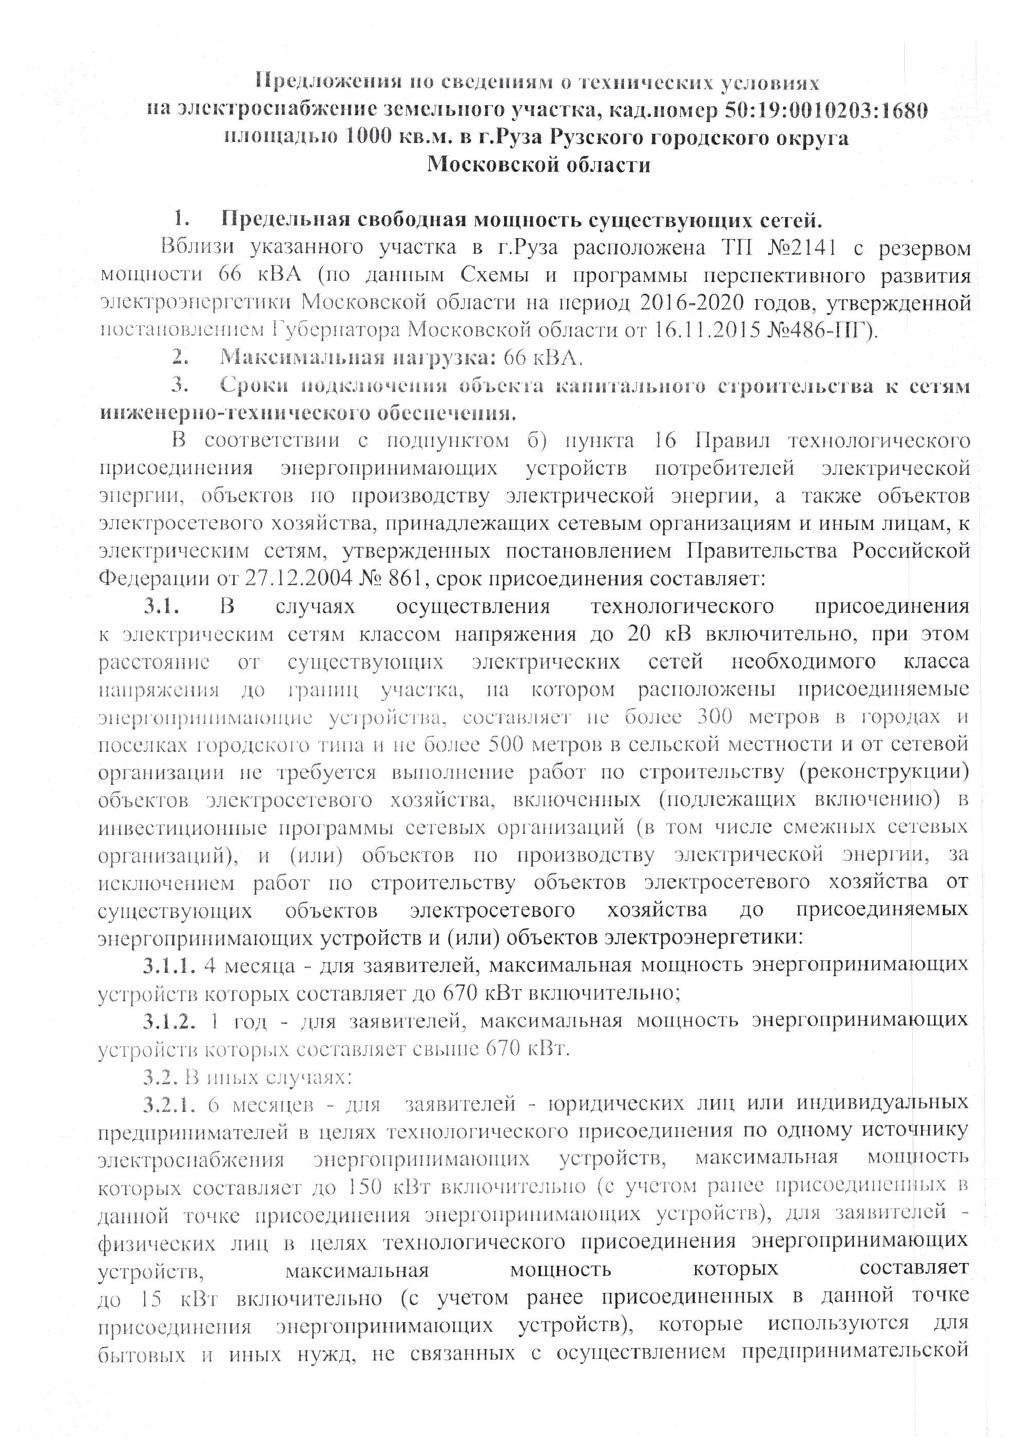 Предложения по сведениям о технических условиях
на электроснабжение земельного участка, кад.номер 50:19:0010203:1680
площадью 1000 кв.м. в г.Руза Рузского городского округа
Московской области
1. Предельная свободная мощность существующих сетей.
Вблизи указанного участка в г.Руза расположена ТП №2141 с резервом
мощности 66 кВА (по данным Схемы и программы перспективного развития
электроэнергетики Московской области на период 2016-2020 годов, утвержденной
постановлением Губернатора Московской области от 16.11.2015 №486-ПГ).
2. Максимальная нагрузка: 66 кВА.
3. Сроки подключения объекта капитального строительства к сетям
инженерно-технического обеспечения.
В соответствии с подпунктом б) пункта 16 Правил технологического
присоединения энергопринимающих устройств потребителей электрической
энергии, объектов по производству электрической энергии, а также объектов
электросетевого хозяйства, принадлежащих сетевым организациям и иным лицам, к
электрическим сетям, утвержденных постановлением Правительства Российской
Федерации от 27.12.2004 № 861, срок присоединения составляет:
3.1. В случаях осуществления технологического присоединения
к электрическим сетям классом напряжения до 20 кВ включительно, при этом
расстояние от существующих электрических сетей необходимого класса
напряжения до границ участка, на котором расположены присоединяемые
энергопринимающие устройства, составляет не более 300 метров в городах и
поселках городского типа и не более 500 метров в сельской местности и от сетевой
организации не требуется выполнение работ по строительству (реконструкции)
объектов электросетевого хозяйства, включенных (подлежащих включению) в
инвестиционные программы сетевых организаций (в том числе смежных сетевых
организаций), и (или) объектов по производству электрической энергии, за
исключением работ по строительству объектов электросетевого хозяйства от
существующих объектов электросетевого хозяйства до присоединяемых
энергопринимающих устройств и (или) объектов электроэнергетики:
3.1.1. 4 месяца - для заявителей, максимальная мощность энергопринимающих
устройств которых составляет до 670 кВт включительно;
3.1.2. 1 год - для заявителей, максимальная мощность энергопринимающих
устройств которых составляет свыше 670 кВт.
3.2. В иных случаях:
3.2.1. 6 месяцев - для заявителей - юридических лиц или индивидуальных
предпринимателей в целях технологического присоединения по одному источнику
электроснабжения энергопринимающих устройств, максимальная мощность
которых составляет до 150 кВт включительно (с учетом ранее присоединенных в
данной точке присоединения энергопринимающих устройств), для заявителей -
физических лиц в целях технологического присоединения энергопринимающих
устройств, максимальная мощность которых составляет
до 15 кВт включительно (с учетом ранее присоединенных в данной точке
присоединения энергопринимающих устройств), которые используются для
бытовых и иных нужд, не связанных с осуществлением предпринимательской